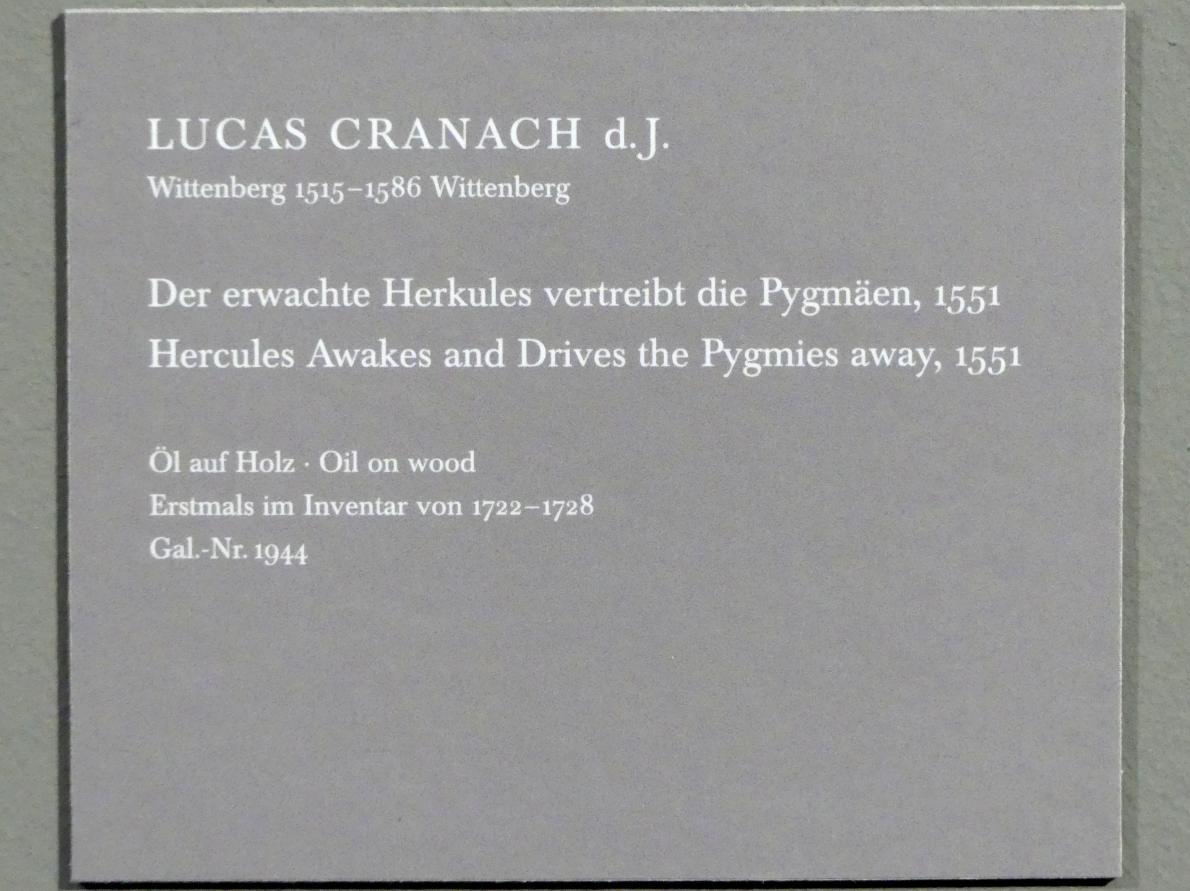 LUCAS CRANACH d.J.
Wittenberg 1515–1586 Wittenberg
Der erwachte Herkules vertreibt die Pygmäen, 1551
Hercules Awakes and Drives the Pygmies away, 1551
Öl auf Holz · Oil on wood
Erstmals im Inventar von 1722–1728
Gal.-Nr. 1944